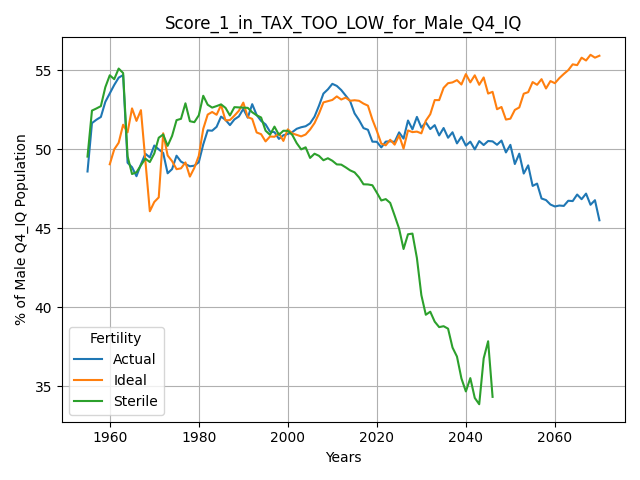 Score_1_in_TAX_TOO_LOW_for_Male_Q4_IQ
% of Male Q4_IQ Population
55
50
45
40
35
Fertility
Actual
Ideal
Sterile
1960 1980 2000 2020 2040 2060
Years